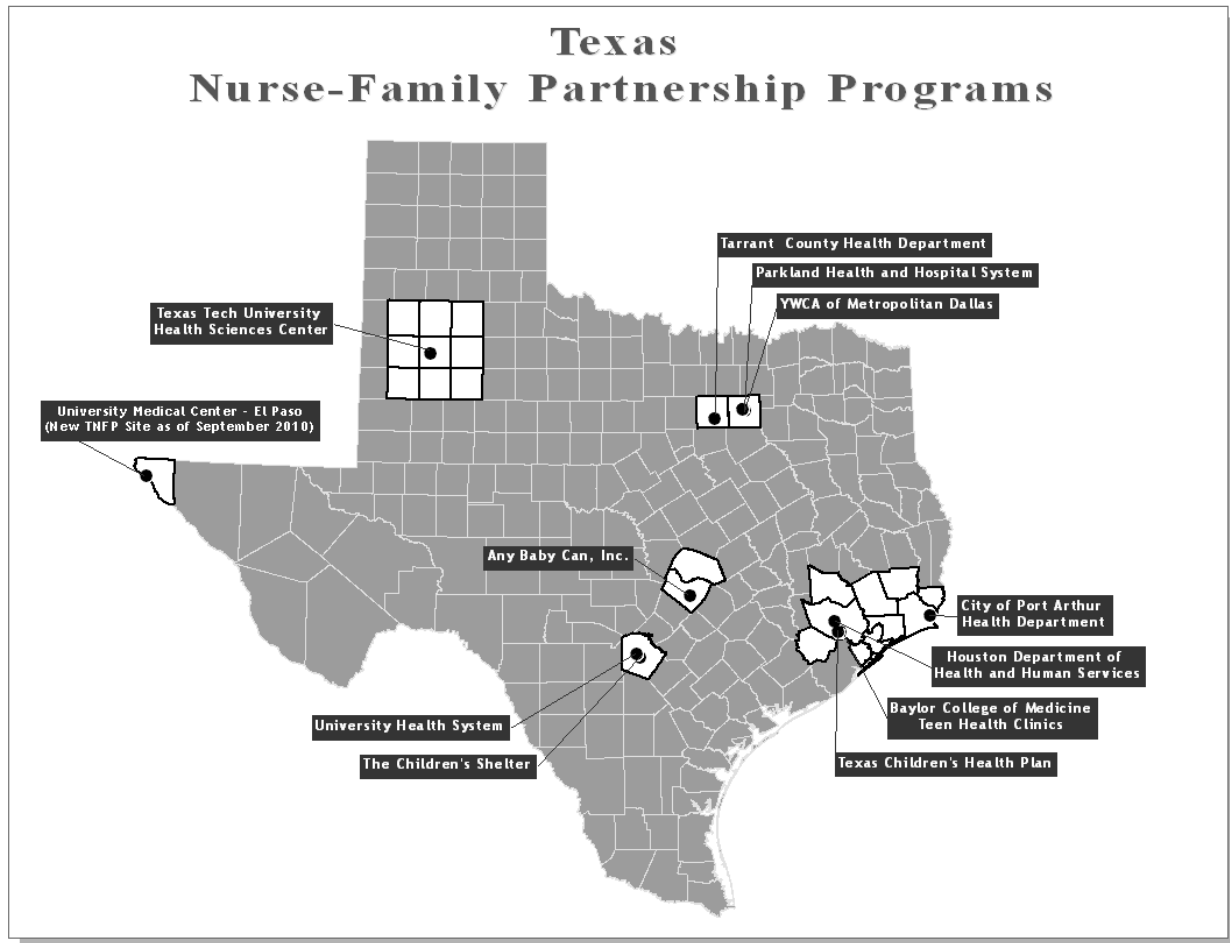 Texas
Nurse-Family Partnership Programs
Tarrant County Health Department
Parkland Health and Hospital System
YWCA of Metropolitan Dallas
Texas Tech University
Health Sciences Center
University Medical Center - El Paso
(New TNFP Site as of September 2010)
Any Baby Can, Inc.
City of Port Arthur
Health Department
Houston Department of
Health and Human Services
University Health System
Baylor College of Medicine
Teen Health Clinics
The Children's Shelter
Texas Children's Health Plan